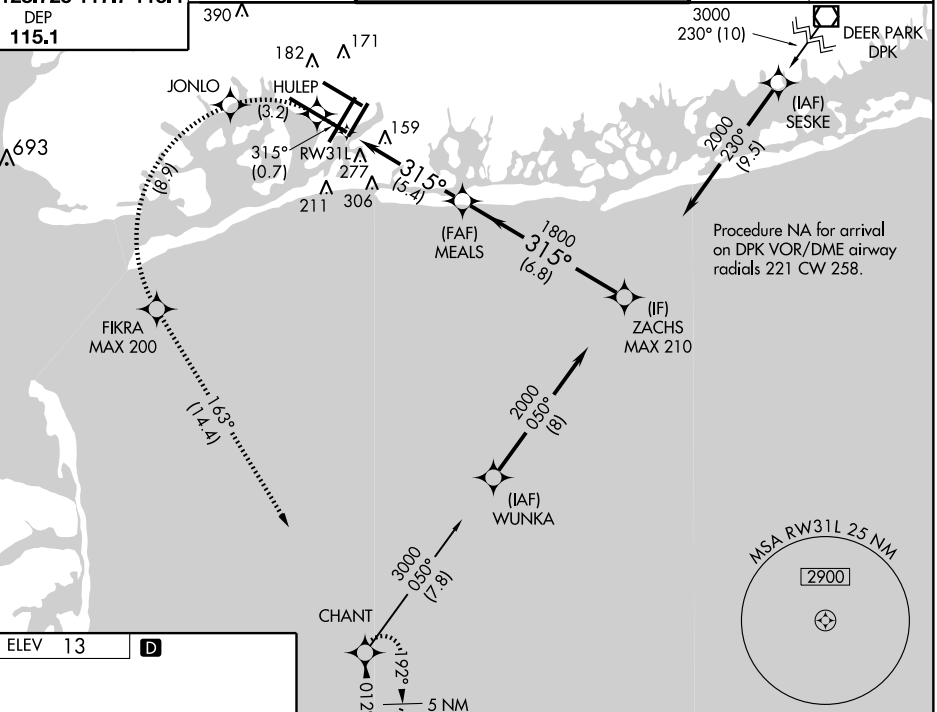 DEP
115.1
390
3000
230° (10)
DEER PARK
DPK
182
171
JONLO
HULEP
(3.2)
(IAF)
SESKE
693
159
315°
(0.7)
RW31L
277
2000
230°
(9.5)
(8.9)
211
306
315°
(5.4)
(FAF)
MEALS
1800
315°
(6.8)
Procedure NA for arrival
on DPK VOR/DME airway
radials 221 CW 258.
FIKRA
MAX 200
(IF)
ZACHS
MAX 210
163°
(14.4)
2000
050°
(8)
(IAF)
WUNKA
MSA RW31L 25 NM
2900
3000
050°
(7.8)
CHANT
ELEV 13
D
192°
012°
5 NM